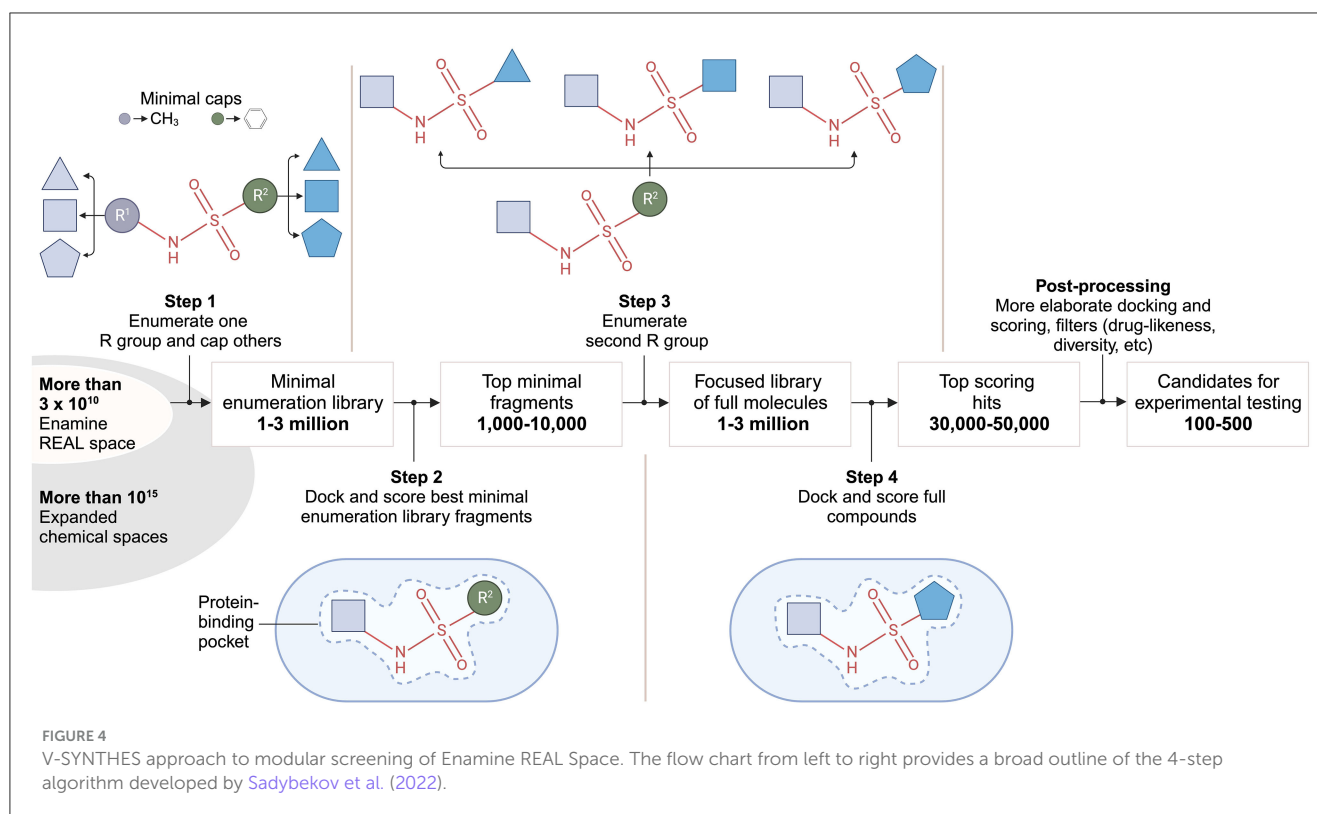 Minimal caps
CH₃
R¹
N
H
O
S
O
R²
N
H
O
S
O
N
H
O
S
O
N
H
O
S
O
N
H
O
S
O
R²
Step 1
Enumerate one
R group and cap others
Step 3
Enumerate
second R group
Post-processing
More elaborate docking and
scoring, filters (drug-likeness,
diversity, etc)
More than
3 x 10¹⁰
Enamine
REAL space
Minimal
enumeration library
1-3 million
Top minimal
fragments
1,000-10,000
Focused library
of full molecules
1-3 million
Top scoring
hits
30,000-50,000
Candidates for
experimental testing
100-500
More than 10¹⁵
Expanded
chemical spaces
Step 2
Dock and score best minimal
enumeration library fragments
Step 4
Dock and score full
compounds
Protein-
binding
pocket
N
H
O
S
O
R²
N
H
O
S
O
FIGURE 4
V-SYNTHES approach to modular screening of Enamine REAL Space. The flow chart from left to right provides a broad outline of the 4-step
algorithm developed by Sadybekov et al. (2022).